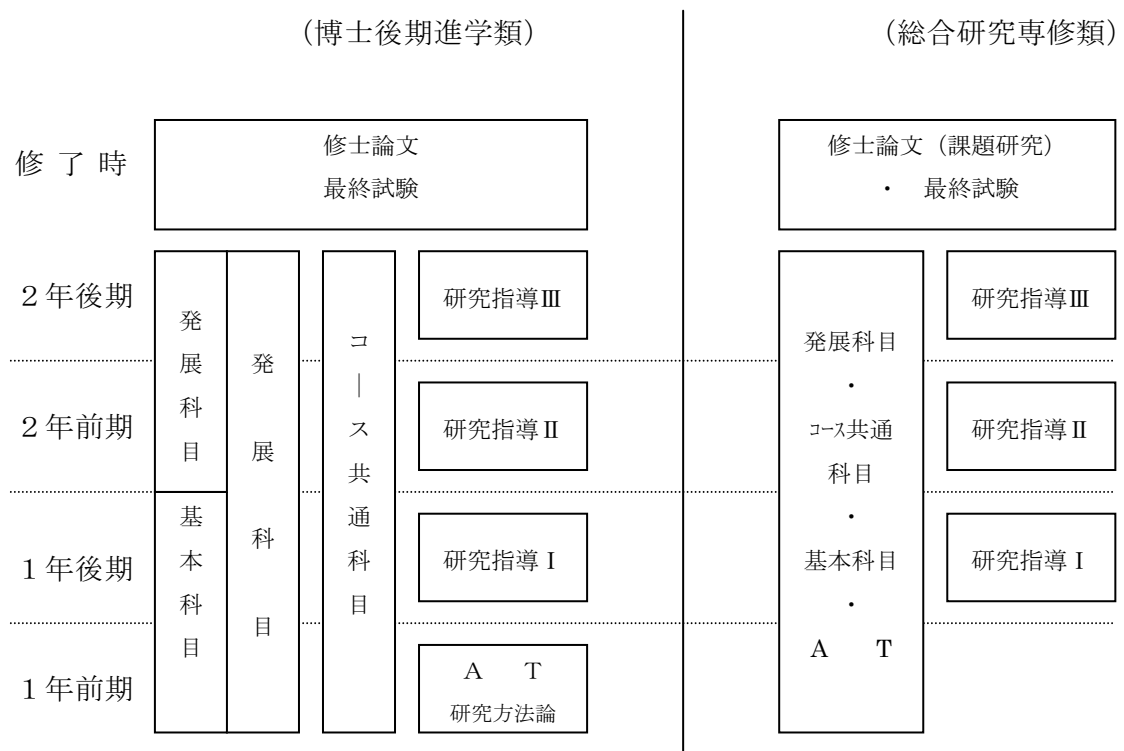 （博士後期進学類）
（総合研究専修類）
修了時
修士論文
最終試験
修士論文（課題研究）
・　最終試験
２年後期
２年前期
１年後期
１年前期
発展科目
基本科目
発展科目
コース共通科目
研究指導Ⅲ
研究指導Ⅱ
研究指導Ⅰ
Ａ　Ｔ
研究方法論
発展科目
・
コース共通
科目
・
基本科目
・
Ａ　Ｔ
研究指導Ⅲ
研究指導Ⅱ
研究指導Ⅰ